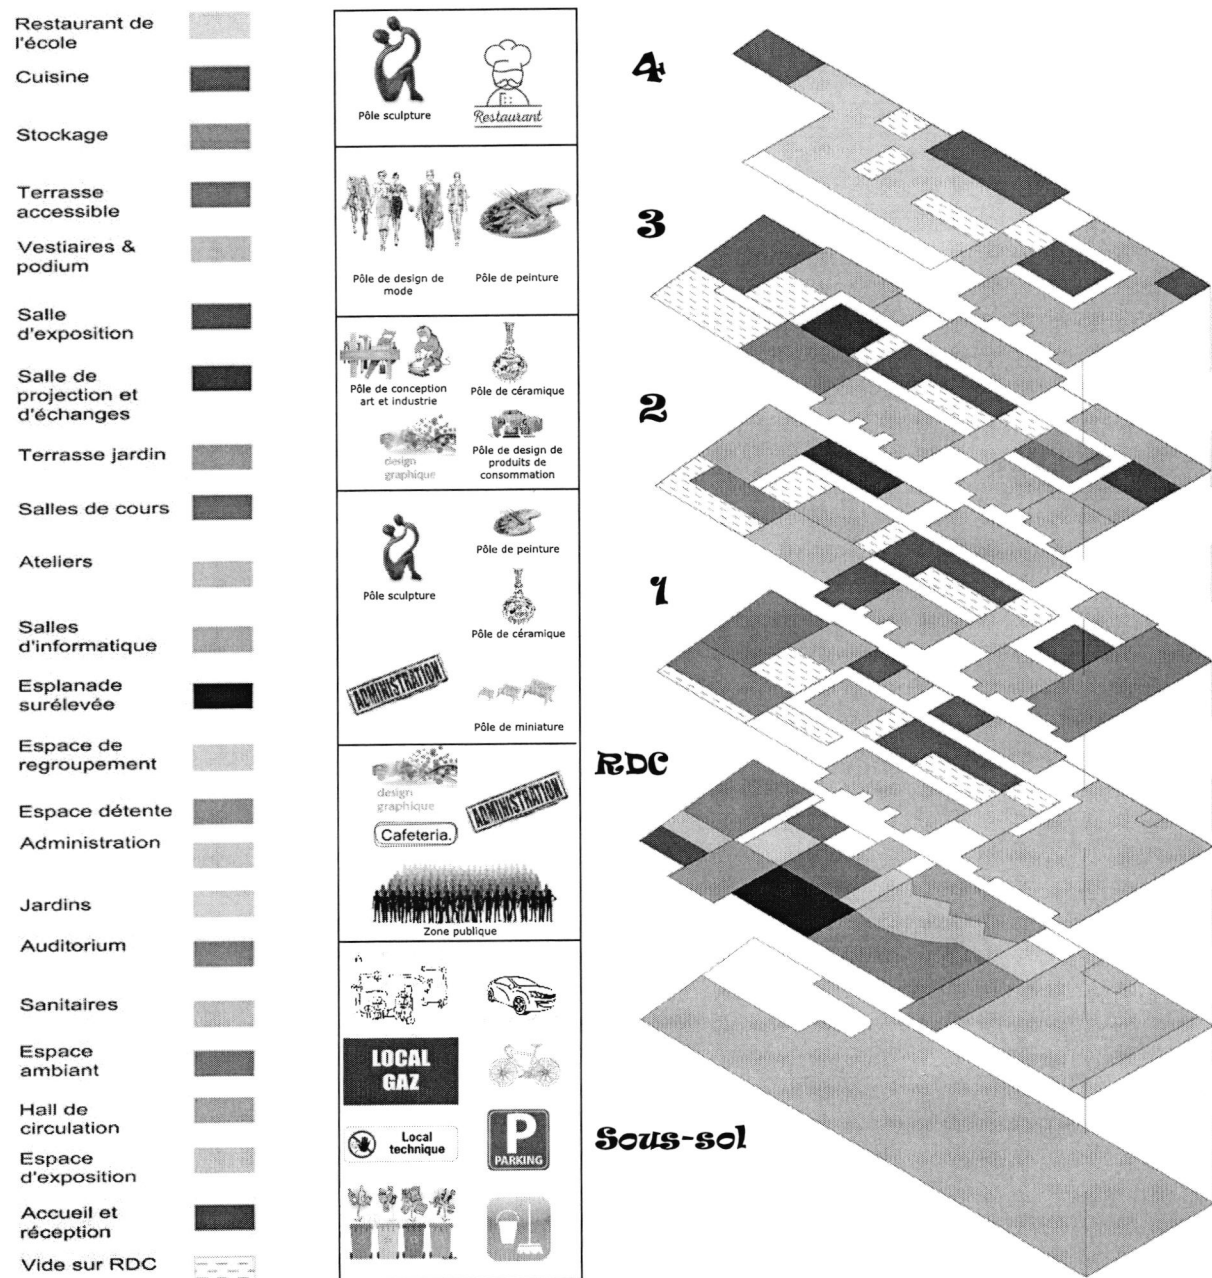 Restaurant de
l'école
Cuisine
Stockage
Terrasse
accessible
Vestiaires &
podium
Salle
d'exposition
Salle de
projection et
d'échanges
Terrasse jardin
Salles de cours
Ateliers
Salles
d'informatique
Esplanade
surélevée
Espace de
regroupement
Espace détente
Administration
Jardins
Auditorium
Sanitaires
Espace
ambiant
Hall de
circulation
Espace
d'exposition
Accueil et
réception
Vide sur RDC
Pôle sculpture
Restaurant
Pôle de design de
mode
Pôle de peinture
Pôle de conception
art et industrie
Pôle de céramique
design
graphique
Pôle de design de
produits de
consommation
Pôle sculpture
Pôle de peinture
Pôle de céramique
ADMINISTRATION
Pôle de miniature
design
graphique
ADMINISTRATION
Cafeteria.
Zone publique
LOCAL
GAZ
Local
technique
P
PARKING
4
3
2
1
RDC
Sous-sol